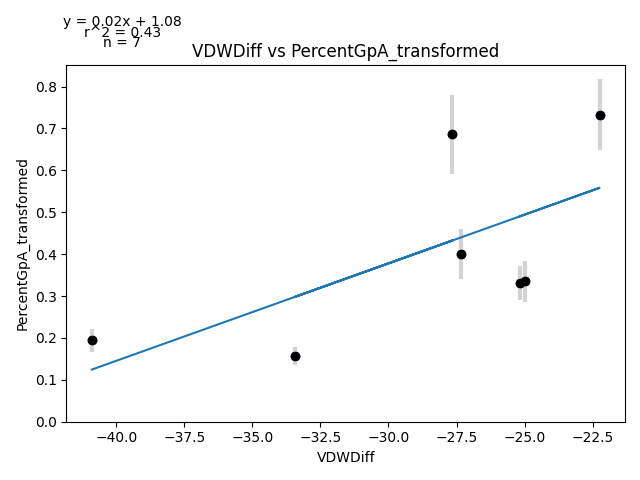 y = 0.02x + 1.08
r^2 = 0.43
n = 7
VDWDiff vs PercentGpA_transformed
PercentGpA_transformed
0.8
0.7
0.6
0.5
0.4
0.3
0.2
0.1
0.0
−40.0 −37.5 −35.0 −32.5 −30.0 −27.5 −25.0 −22.5
VDWDiff